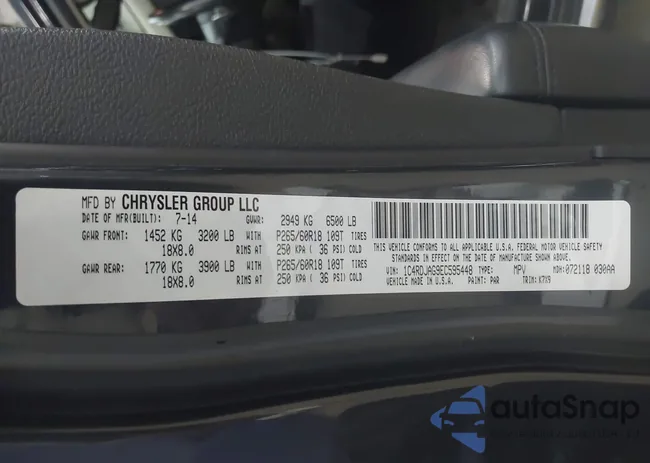 MFD BY CHRYSLER GROUP LLC
DATE OF MFR(BUILT): 7-14 GVWR: 2949 KG 6500 LB
GAWR FRONT: 1452 KG 3200 LB WITH P265/60R18 109T TIRES
18X8.0 RIMS AT 250 KPA ( 36 PSI) COLD
GAWR REAR: 1770 KG 3900 LB WITH P265/60R18 109T TIRES
18X8.0 RIMS AT 250 KPA ( 36 PSI) COLD
THIS VEHICLE CONFORMS TO ALL APPLICABLE U.S.A. FEDERAL MOTOR VEHICLE SAFETY
STANDARDS IN EFFECT ON THE DATE OF MANUFACTURE SHOWN ABOVE.
VIN: 1C4RDJAG9EC595448 TYPE: MPV MDH: 072118 030AA
VEHICLE MADE IN U.S.A. PAINT: PAR TRIM: K7X9
autoSnap